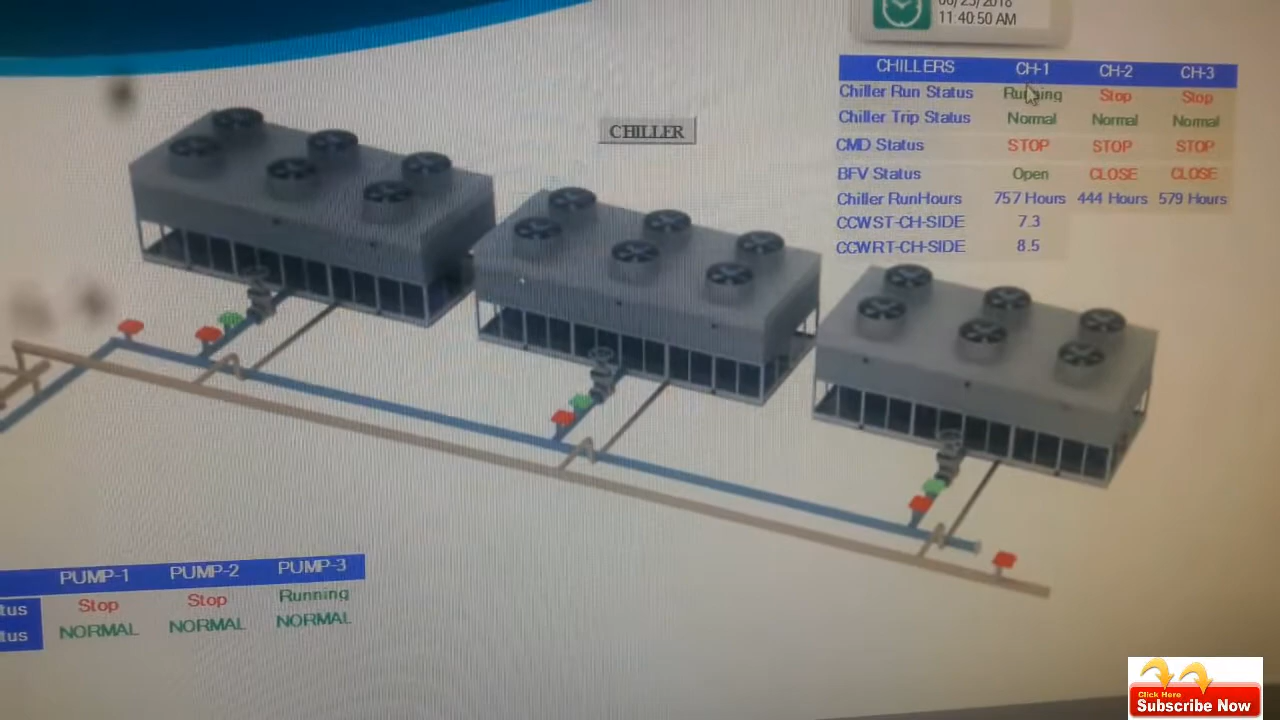 11:40:50 AM
CHILLERS CH-1 CH-2 CH-3
Chiller Run Status Running Stop Stop
Chiller Trip Status Normal Normal Normal
CMD Status STOP STOP STOP
BFV Status Open CLOSE CLOSE
Chiller RunHours 757 Hours 444 Hours 579 Hours
CCWST-CH-SIDE 7.3
CCWRT-CH-SIDE 8.5
CHILLER
PUMP-1 PUMP-2 PUMP-3
tus Stop Stop Running
tus NORMAL NORMAL NORMAL
Click Here
Subscribe Now